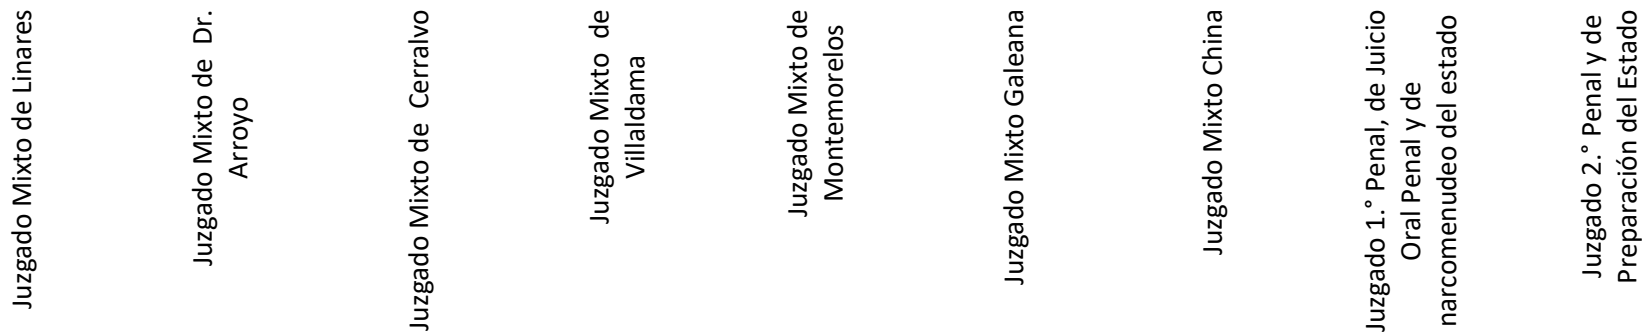 Juzgado Mixto de Linares
Juzgado Mixto de Dr.
Arroyo
Juzgado Mixto de Cerralvo
Juzgado Mixto de
Villaldama
Juzgado Mixto de
Montemorelos
Juzgado Mixto Galeana
Juzgado Mixto China
Juzgado 1.° Penal, de Juicio
Oral Penal y de
narcomenudeo del estado
Juzgado 2.° Penal y de
Preparación del Estado